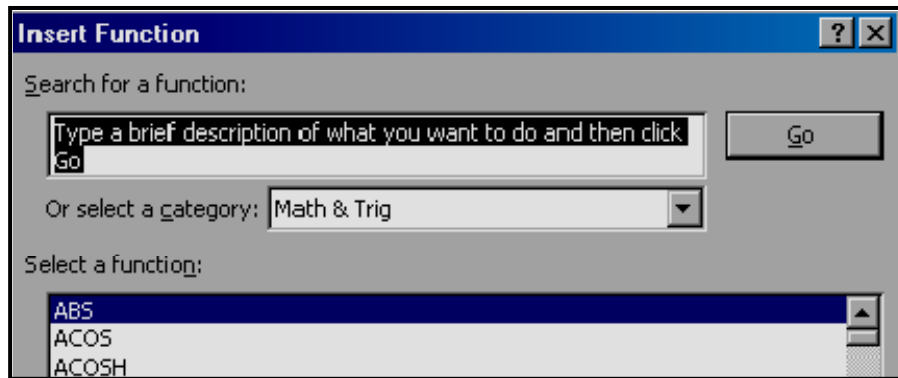 Insert Function
Search for a function:
Type a brief description of what you want to do and then click
Go
Go
Or select a category: Math & Trig
Select a function:
ABS
ACOS
ACOSH